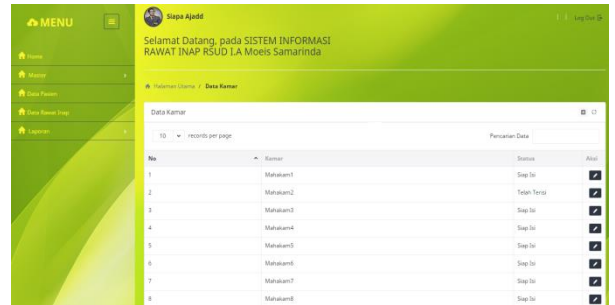 MENU
Siapa Ajadd
Log Out
Selamat Datang, pada SISTEM INFORMASI
RAWAT INAP RSUD I.A Moeis Samarinda
Home
Master
Data Pasien
Data Rawat Inap
Laporan
Halaman Utama / Data Kamar
Data Kamar
10 records per page
Pencarian Data
No Kamar Status Aksi
1 Mahakam1 Siap Isi
2 Mahakam2 Telah Terisi
3 Mahakam3 Siap Isi
4 Mahakam4 Siap Isi
5 Mahakam5 Siap Isi
6 Mahakam6 Siap Isi
7 Mahakam7 Siap Isi
8 Mahakam8 Siap Isi